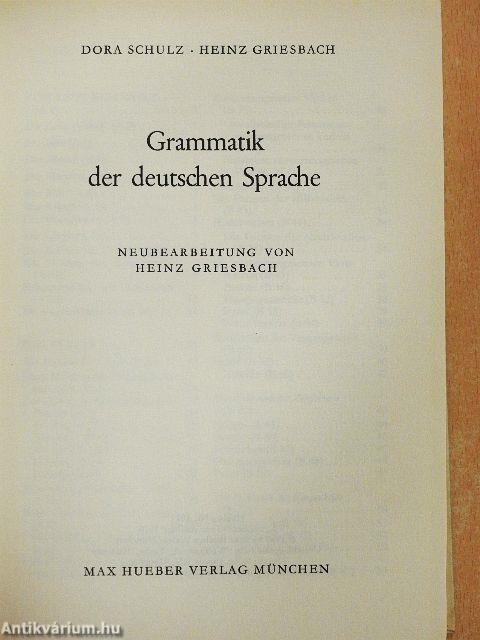 DORA SCHULZ · HEINZ GRIESBACH
Grammatik
der deutschen Sprache
NEUBEARBEITUNG VON
HEINZ GRIESBACH
MAX HUEBER VERLAG MÜNCHEN
Antikvárium.hu